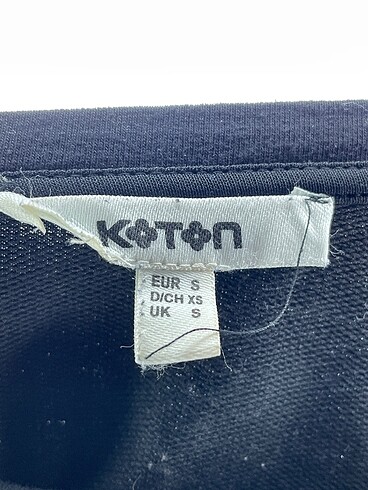 KOTON
EUR S
D/CH XS
UK S